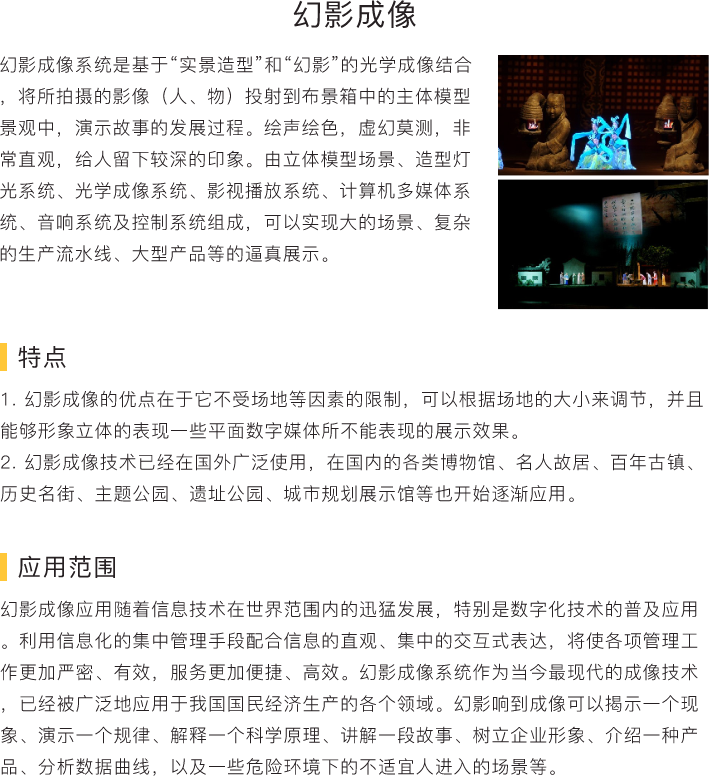 幻影成像
幻影成像系统是基于“实景造型”和“幻影”的光学成像结合
，将所拍摄的影像（人、物）投射到布景箱中的主体模型
景观中，演示故事的发展过程。绘声绘色，虚幻莫测，非
常直观，给人留下较深的印象。由立体模型场景、造型灯
光系统、光学成像系统、影视播放系统、计算机多媒体系
统、音响系统及控制系统组成，可以实现大的场景、复杂
的生产流水线、大型产品等的逼真展示。
特点
1. 幻影成像的优点在于它不受场地等因素的限制，可以根据场地的大小来调节，并且
能够形象立体的表现一些平面数字媒体所不能表现的展示效果。
2. 幻影成像技术已经在国外广泛使用，在国内的各类博物馆、名人故居、百年古镇、
历史名街、主题公园、遗址公园、城市规划展示馆等也开始逐渐应用。
应用范围
幻影成像应用随着信息技术在世界范围内的迅猛发展，特别是数字化技术的普及应用
。利用信息化的集中管理手段配合信息的直观、集中的交互式表达，将使各项管理工
作更加严密、有效，服务更加便捷、高效。幻影成像系统作为当今最现代的成像技术
，已经被广泛地应用于我国国民经济生产的各个领域。幻影响到成像可以揭示一个现
象、演示一个规律、解释一个科学原理、讲解一段故事、树立企业形象、介绍一种产
品、分析数据曲线，以及一些危险环境下的不适宜人进入的场景等。